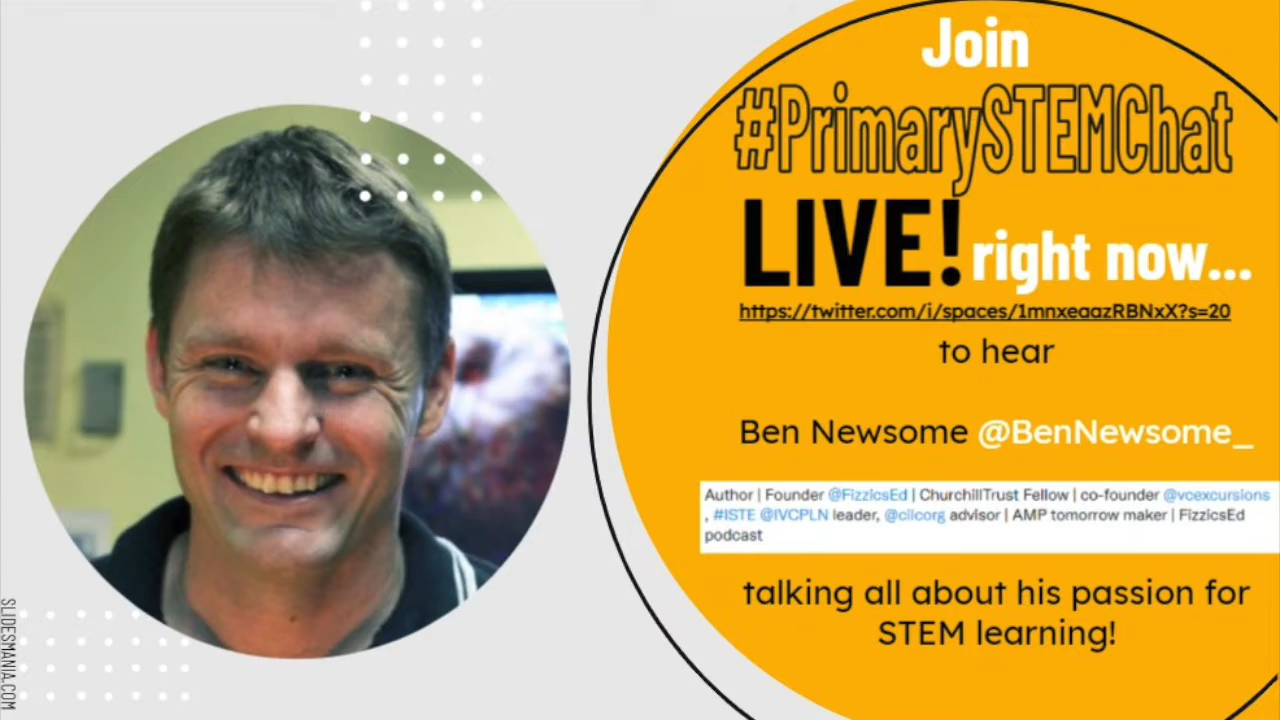 Join
#PrimarySTEMChat
LIVE! right now...
https://twitter.com/i/spaces/1mnxeaazRBNxX?s=20
to hear
Ben Newsome @BenNewsome_
Author | Founder @FizzicsEd | ChurchillTrust Fellow | co-founder @vcexcursions
, #ISTE @IVCPLN leader, @cilcorg advisor | AMP tomorrow maker | FizzicsEd
podcast
talking all about his passion for
STEM learning!
SLIDESMANIA.COM